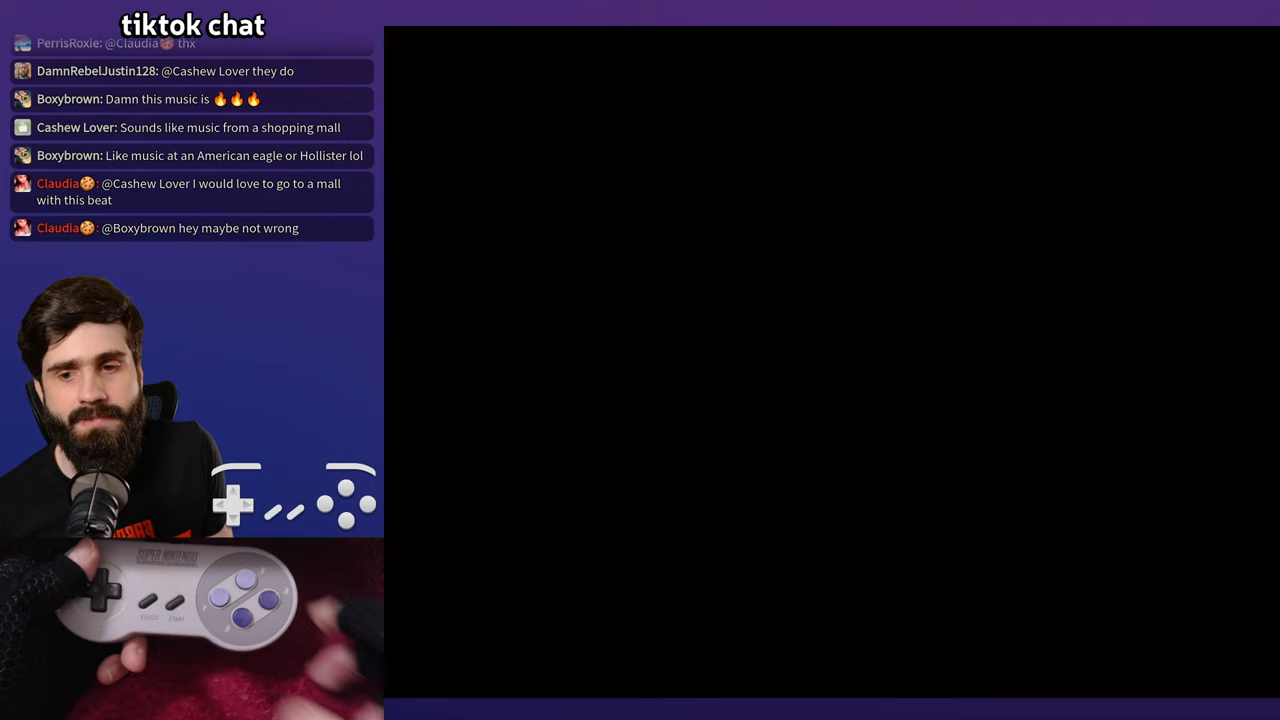 tiktok chat
PerrisRoxie: @Claudia🍪 thx
DamnRebelJustin128: @Cashew Lover they do
Boxybrown: Damn this music is 🔥🔥🔥
Cashew Lover: Sounds like music from a shopping mall
Boxybrown: Like music at an American eagle or Hollister lol
Claudia🍪: @Cashew Lover I would love to go to a mall
with this beat
Claudia🍪: @Boxybrown hey maybe not wrong
SUPER NINTENDO
SELECT
START